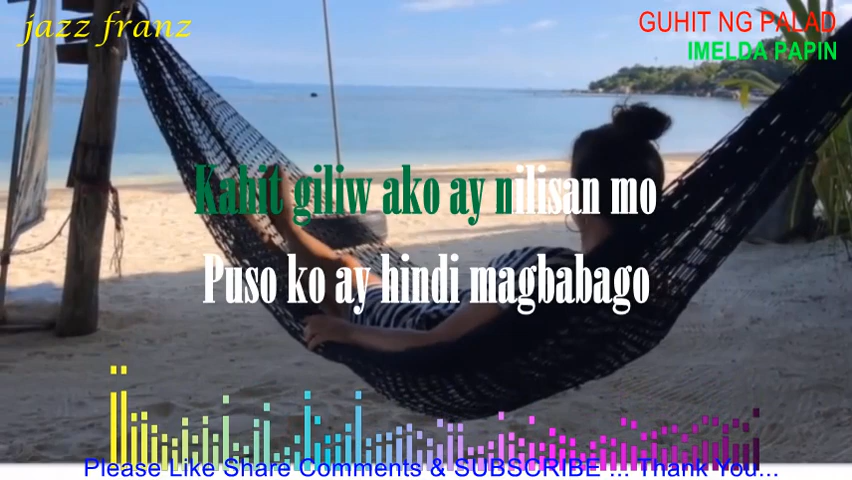 jazz franz
GUHIT NG PALAD
IMELDA PAPIN
Kahit giliw ako ay nilisan mo
Puso ko ay hindi magbabago
Please Like Share Comments & SUBSCRIBE ... Thank You...